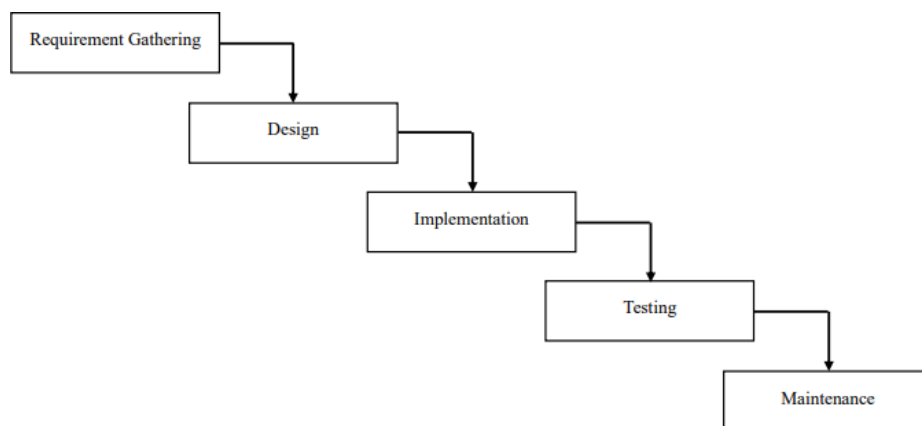 Requirement Gathering
Design
Implementation
Testing
Maintenance